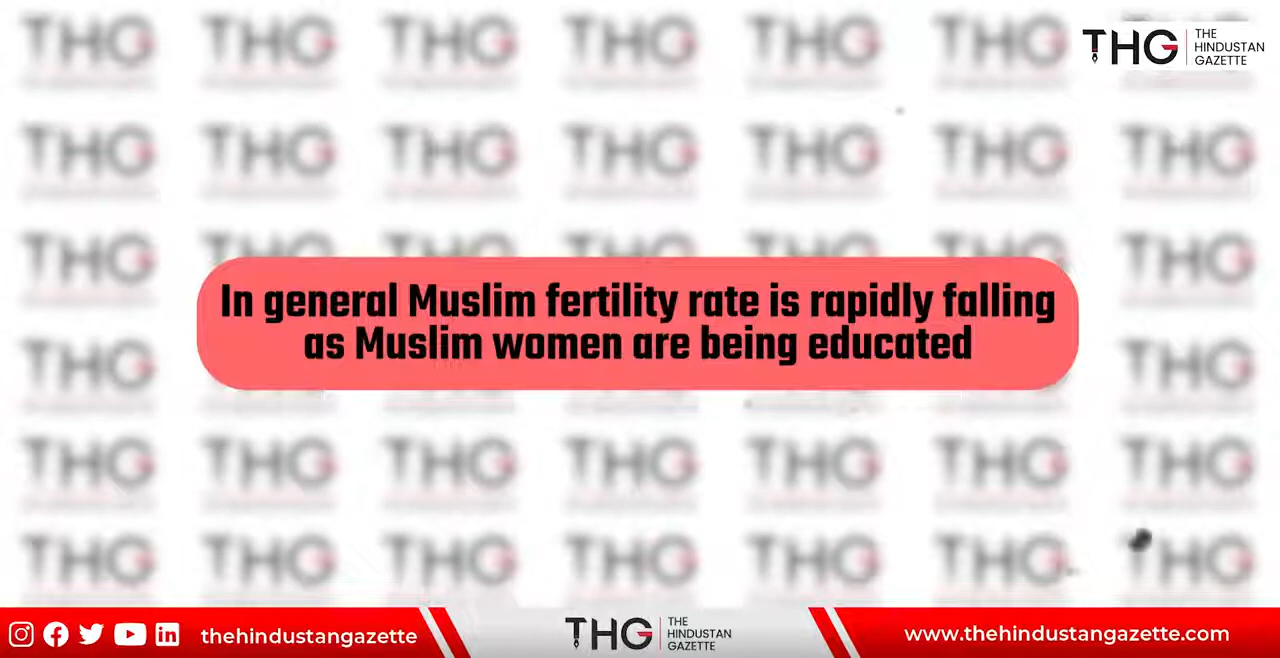 THG
THE
HINDUSTAN
GAZETTE
In general Muslim fertility rate is rapidly falling
as Muslim women are being educated
thehindustangazette
THG
THE
HINDUSTAN
GAZETTE
www.thehindustangazette.com